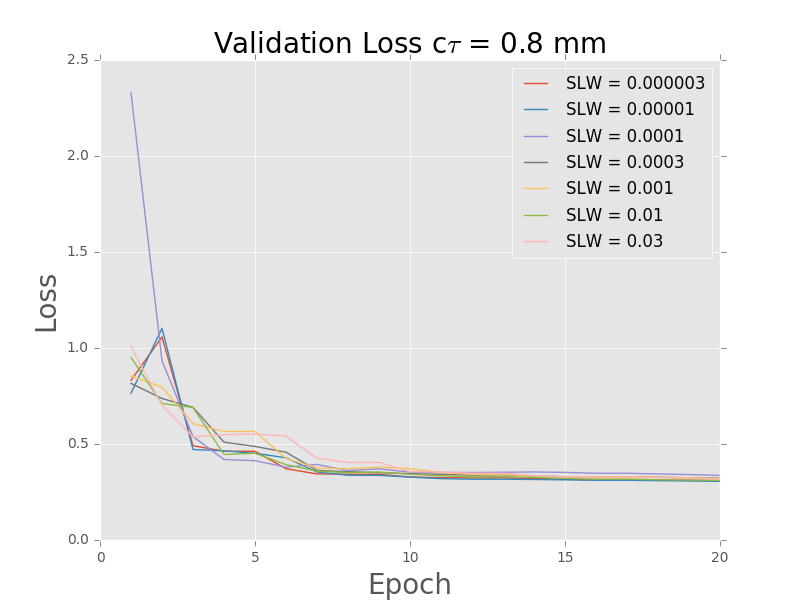 Validation Loss cτ = 0.8 mm
2.5
2.0
1.5
1.0
0.5
0.0
Loss
SLW = 0.000003
SLW = 0.00001
SLW = 0.0001
SLW = 0.0003
SLW = 0.001
SLW = 0.01
SLW = 0.03
0 5 10 15 20
Epoch